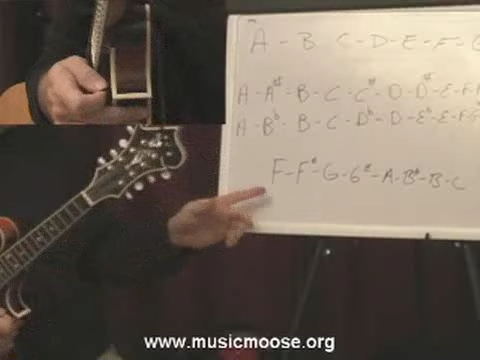 A - B C - D - E - F - G
A - A# - B - C - C# - D - D# - E - F - F
A - Bb - B - C - Db - D - Eb - E - F - G
F - F# - G - G# - A - Bb - B - C
www.musicmoose.org